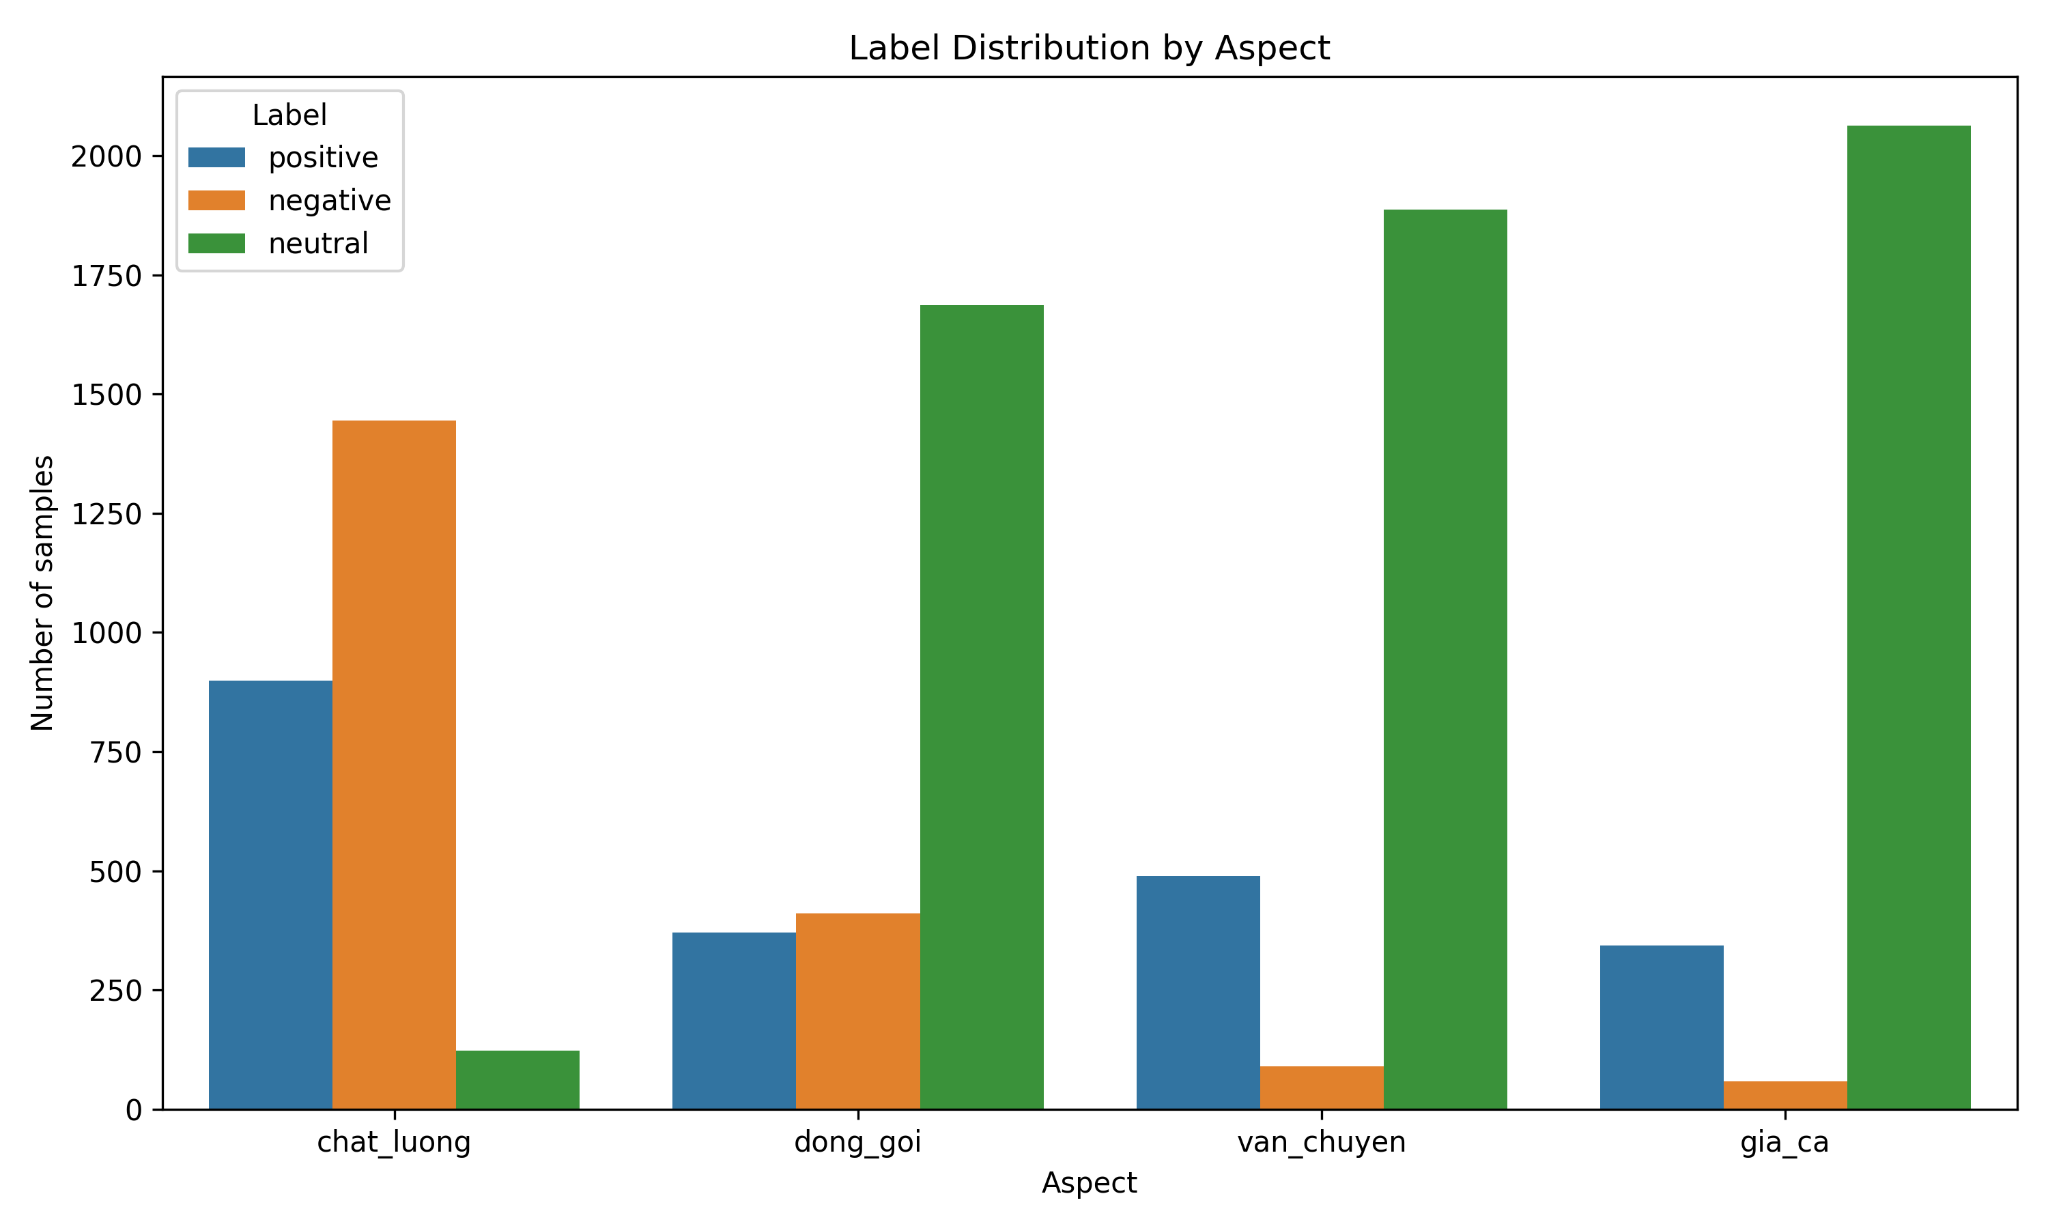 Label Distribution by Aspect
Label
positive
negative
neutral
2000
1750
1500
1250
1000
750
500
250
0
Number of samples
chat_luong
dong_goi
van_chuyen
gia_ca
Aspect